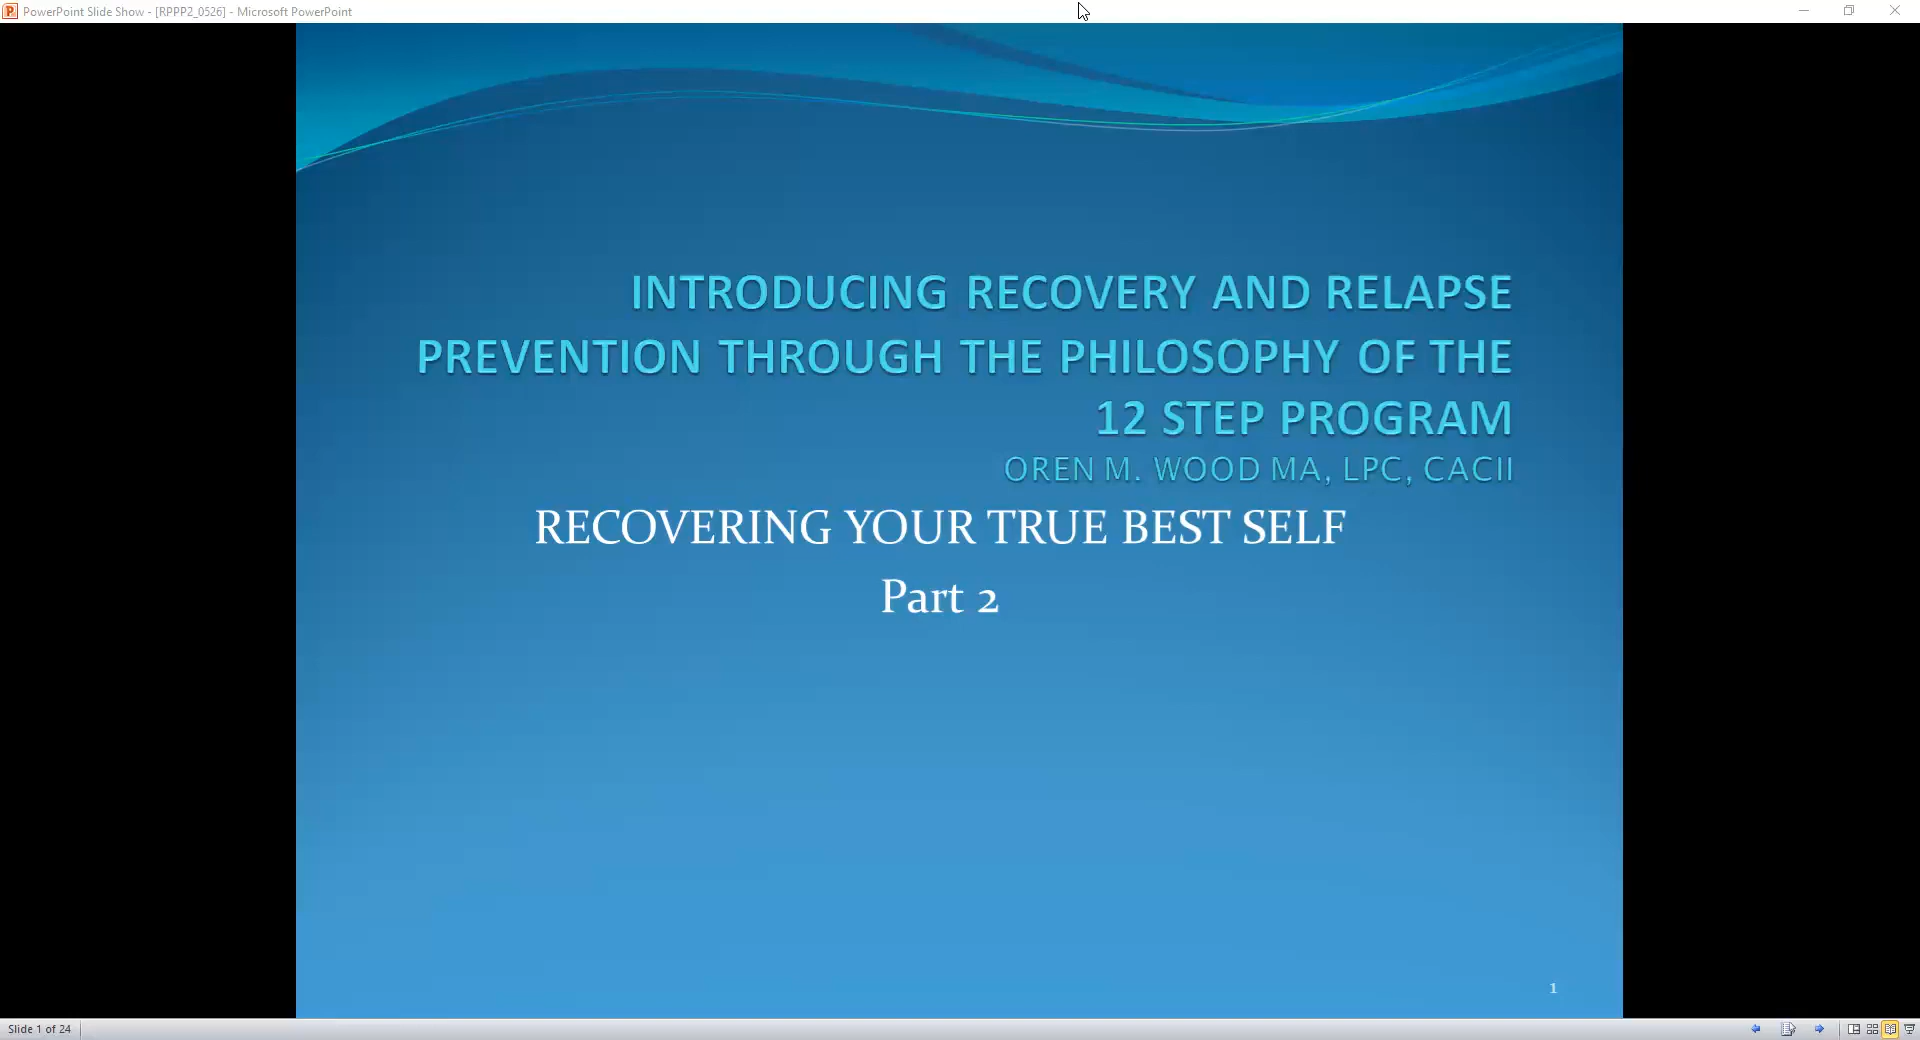 PowerPoint Slide Show - [RPPP2_0526] - Microsoft PowerPoint
INTRODUCING RECOVERY AND RELAPSE
PREVENTION THROUGH THE PHILOSOPHY OF THE
12 STEP PROGRAM
OREN M. WOOD MA, LPC, CACII
RECOVERING YOUR TRUE BEST SELF
Part 2
1
Slide 1 of 24